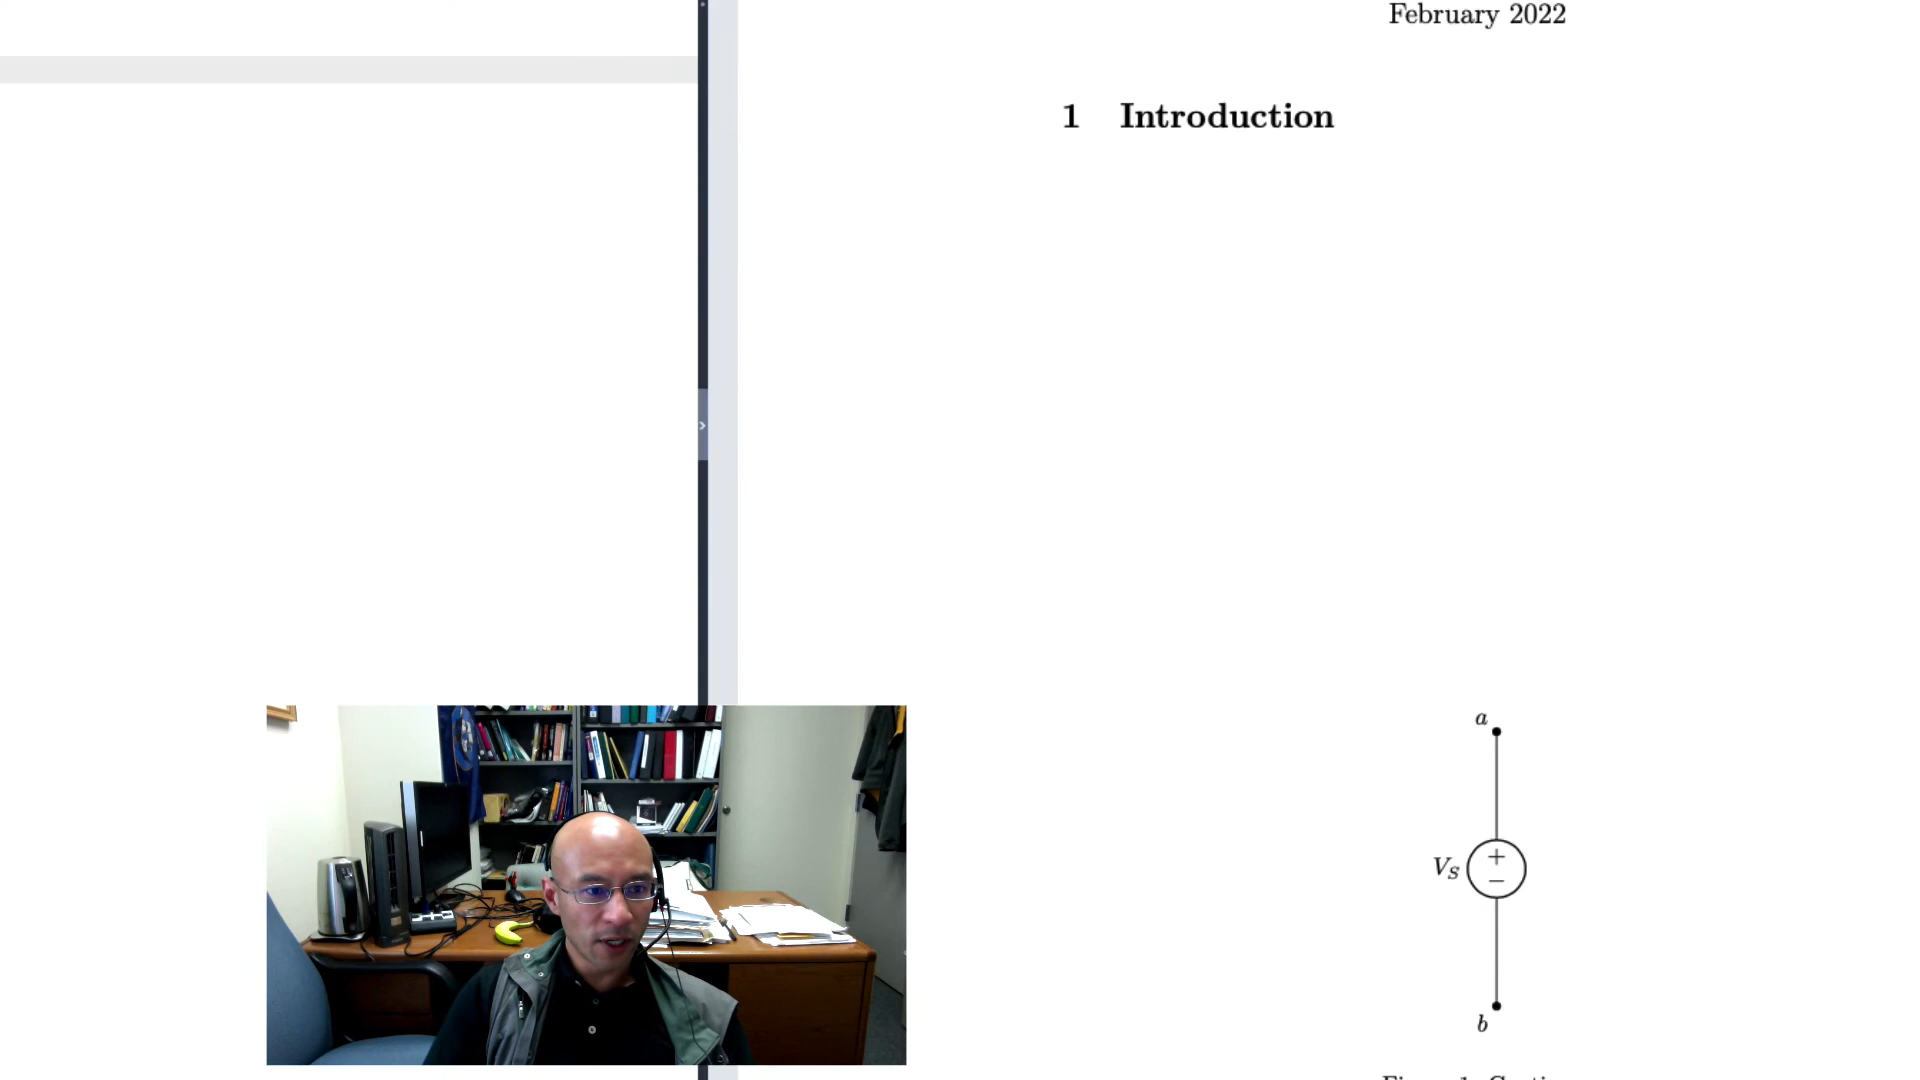 February 2022
1 Introduction
a
V_S
+
−
b